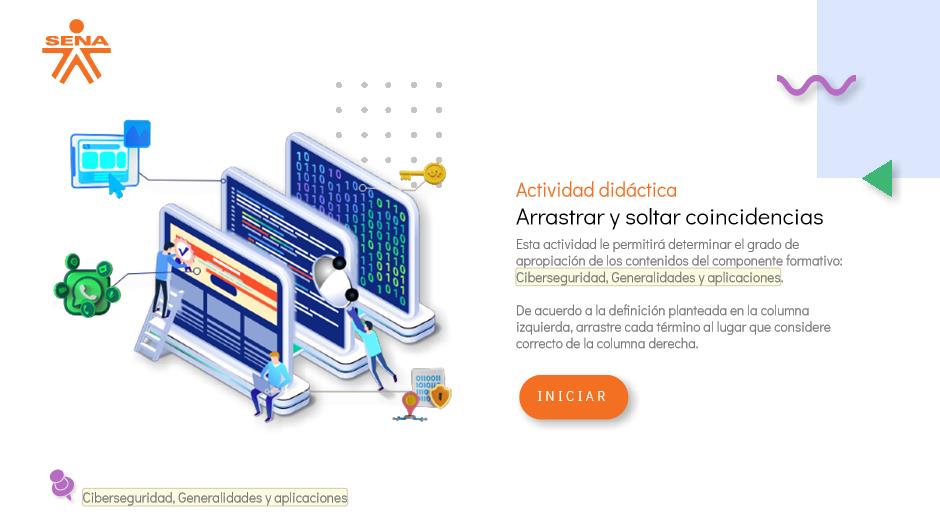 SENA
Actividad didáctica
Arrastrar y soltar coincidencias
Esta actividad le permitirá determinar el grado de
apropiación de los contenidos del componente formativo:
Ciberseguridad, Generalidades y aplicaciones.
De acuerdo a la definición planteada en la columna
izquierda, arrastre cada término al lugar que considere
correcto de la columna derecha.
INICIAR
Ciberseguridad, Generalidades y aplicaciones